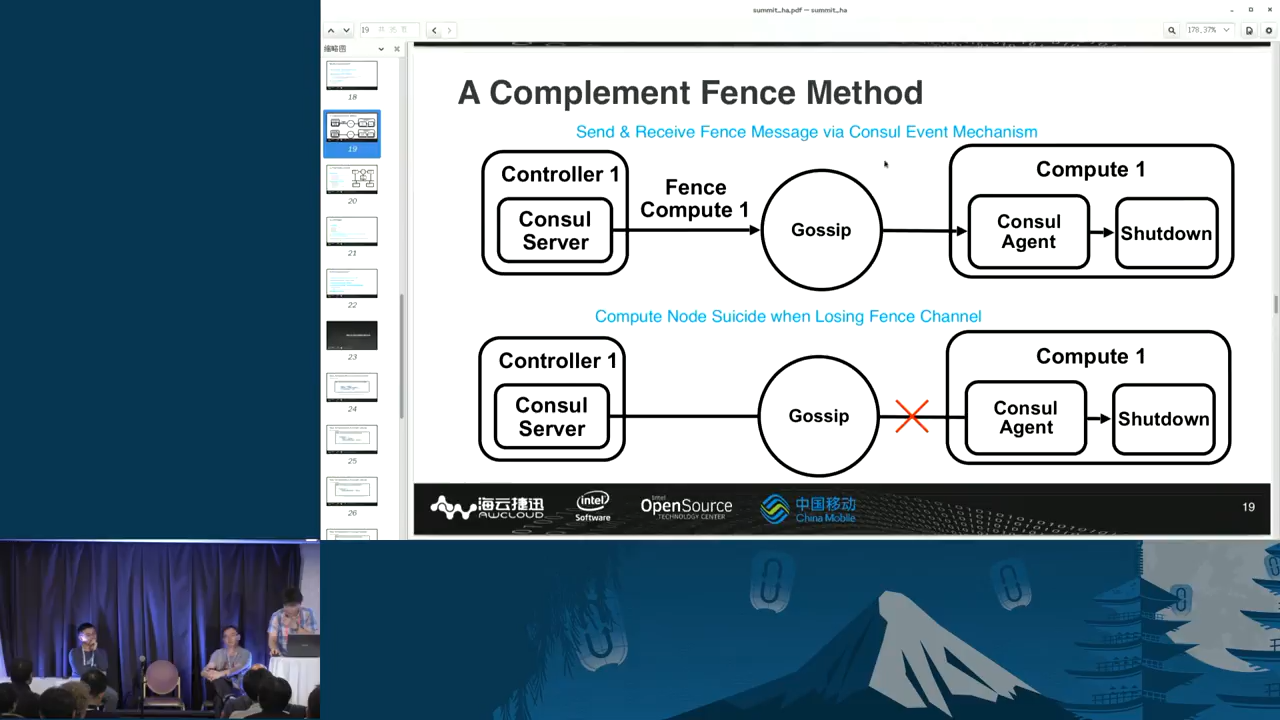 summit_ha.pdf — summit_ha
19
178.37%
縮略図
18
19
20
21
22
23
24
25
26
A Complement Fence Method
Send & Receive Fence Message via Consul Event Mechanism
Controller 1
Consul
Server
Fence
Compute 1
Gossip
Compute 1
Consul
Agent
Shutdown
Compute Node Suicide when Losing Fence Channel
Controller 1
Consul
Server
Gossip
Compute 1
Consul
Agent
Shutdown
海云捷迅
AWCLOUD
intel
Software
Intel
OpenSource
TECHNOLOGY CENTER
中国移动
China Mobile
19